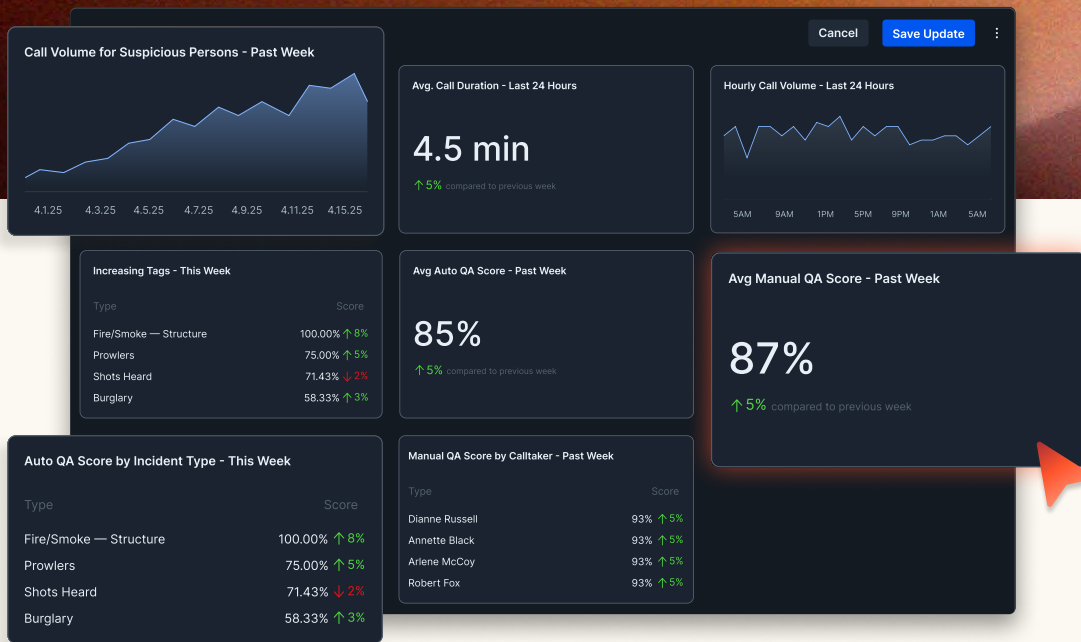 Cancel
Save Update
Call Volume for Suspicious Persons - Past Week
4.1.25 4.3.25 4.5.25 4.7.25 4.9.25 4.11.25 4.15.25
Avg. Call Duration - Last 24 Hours
4.5 min
↑5% compared to previous week
Hourly Call Volume - Last 24 Hours
5AM 9AM 1PM 5PM 9PM 1AM 5AM
Increasing Tags - This Week
Type Score
Fire/Smoke — Structure 100.00% ↑ 8%
Prowlers 75.00% ↑ 5%
Shots Heard 71.43% ↓ 2%
Burglary 58.33% ↑ 3%
Avg Auto QA Score - Past Week
85%
↑5% compared to previous week
Avg Manual QA Score - Past Week
87%
↑5% compared to previous week
Auto QA Score by Incident Type - This Week
Type Score
Fire/Smoke — Structure 100.00% ↑ 8%
Prowlers 75.00% ↑ 5%
Shots Heard 71.43% ↓ 2%
Burglary 58.33% ↑ 3%
Manual QA Score by Calltaker - Past Week
Type Score
Dianne Russell 93% ↑ 5%
Annette Black 93% ↑ 5%
Arlene McCoy 93% ↑ 5%
Robert Fox 93% ↑ 5%